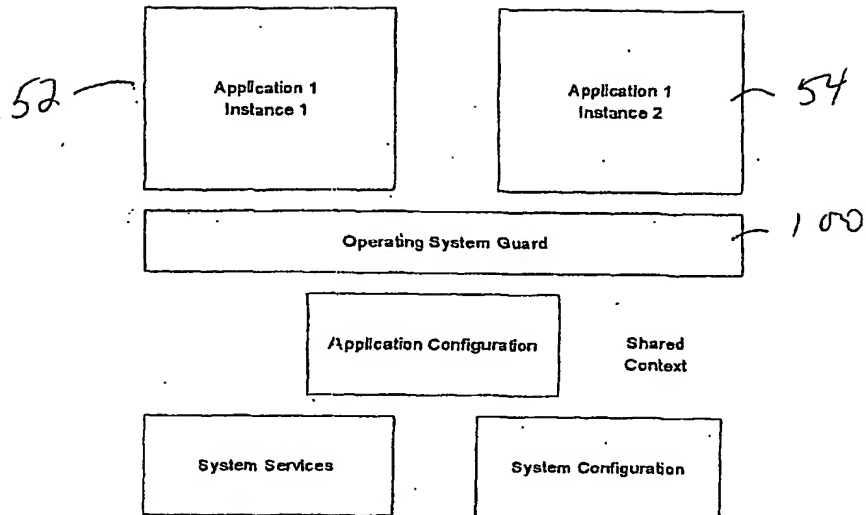 52
Application 1
Instance 1
Application 1
Instance 2
54
Operating System Guard
100
Application Configuration
Shared
Context
System Services
System Configuration